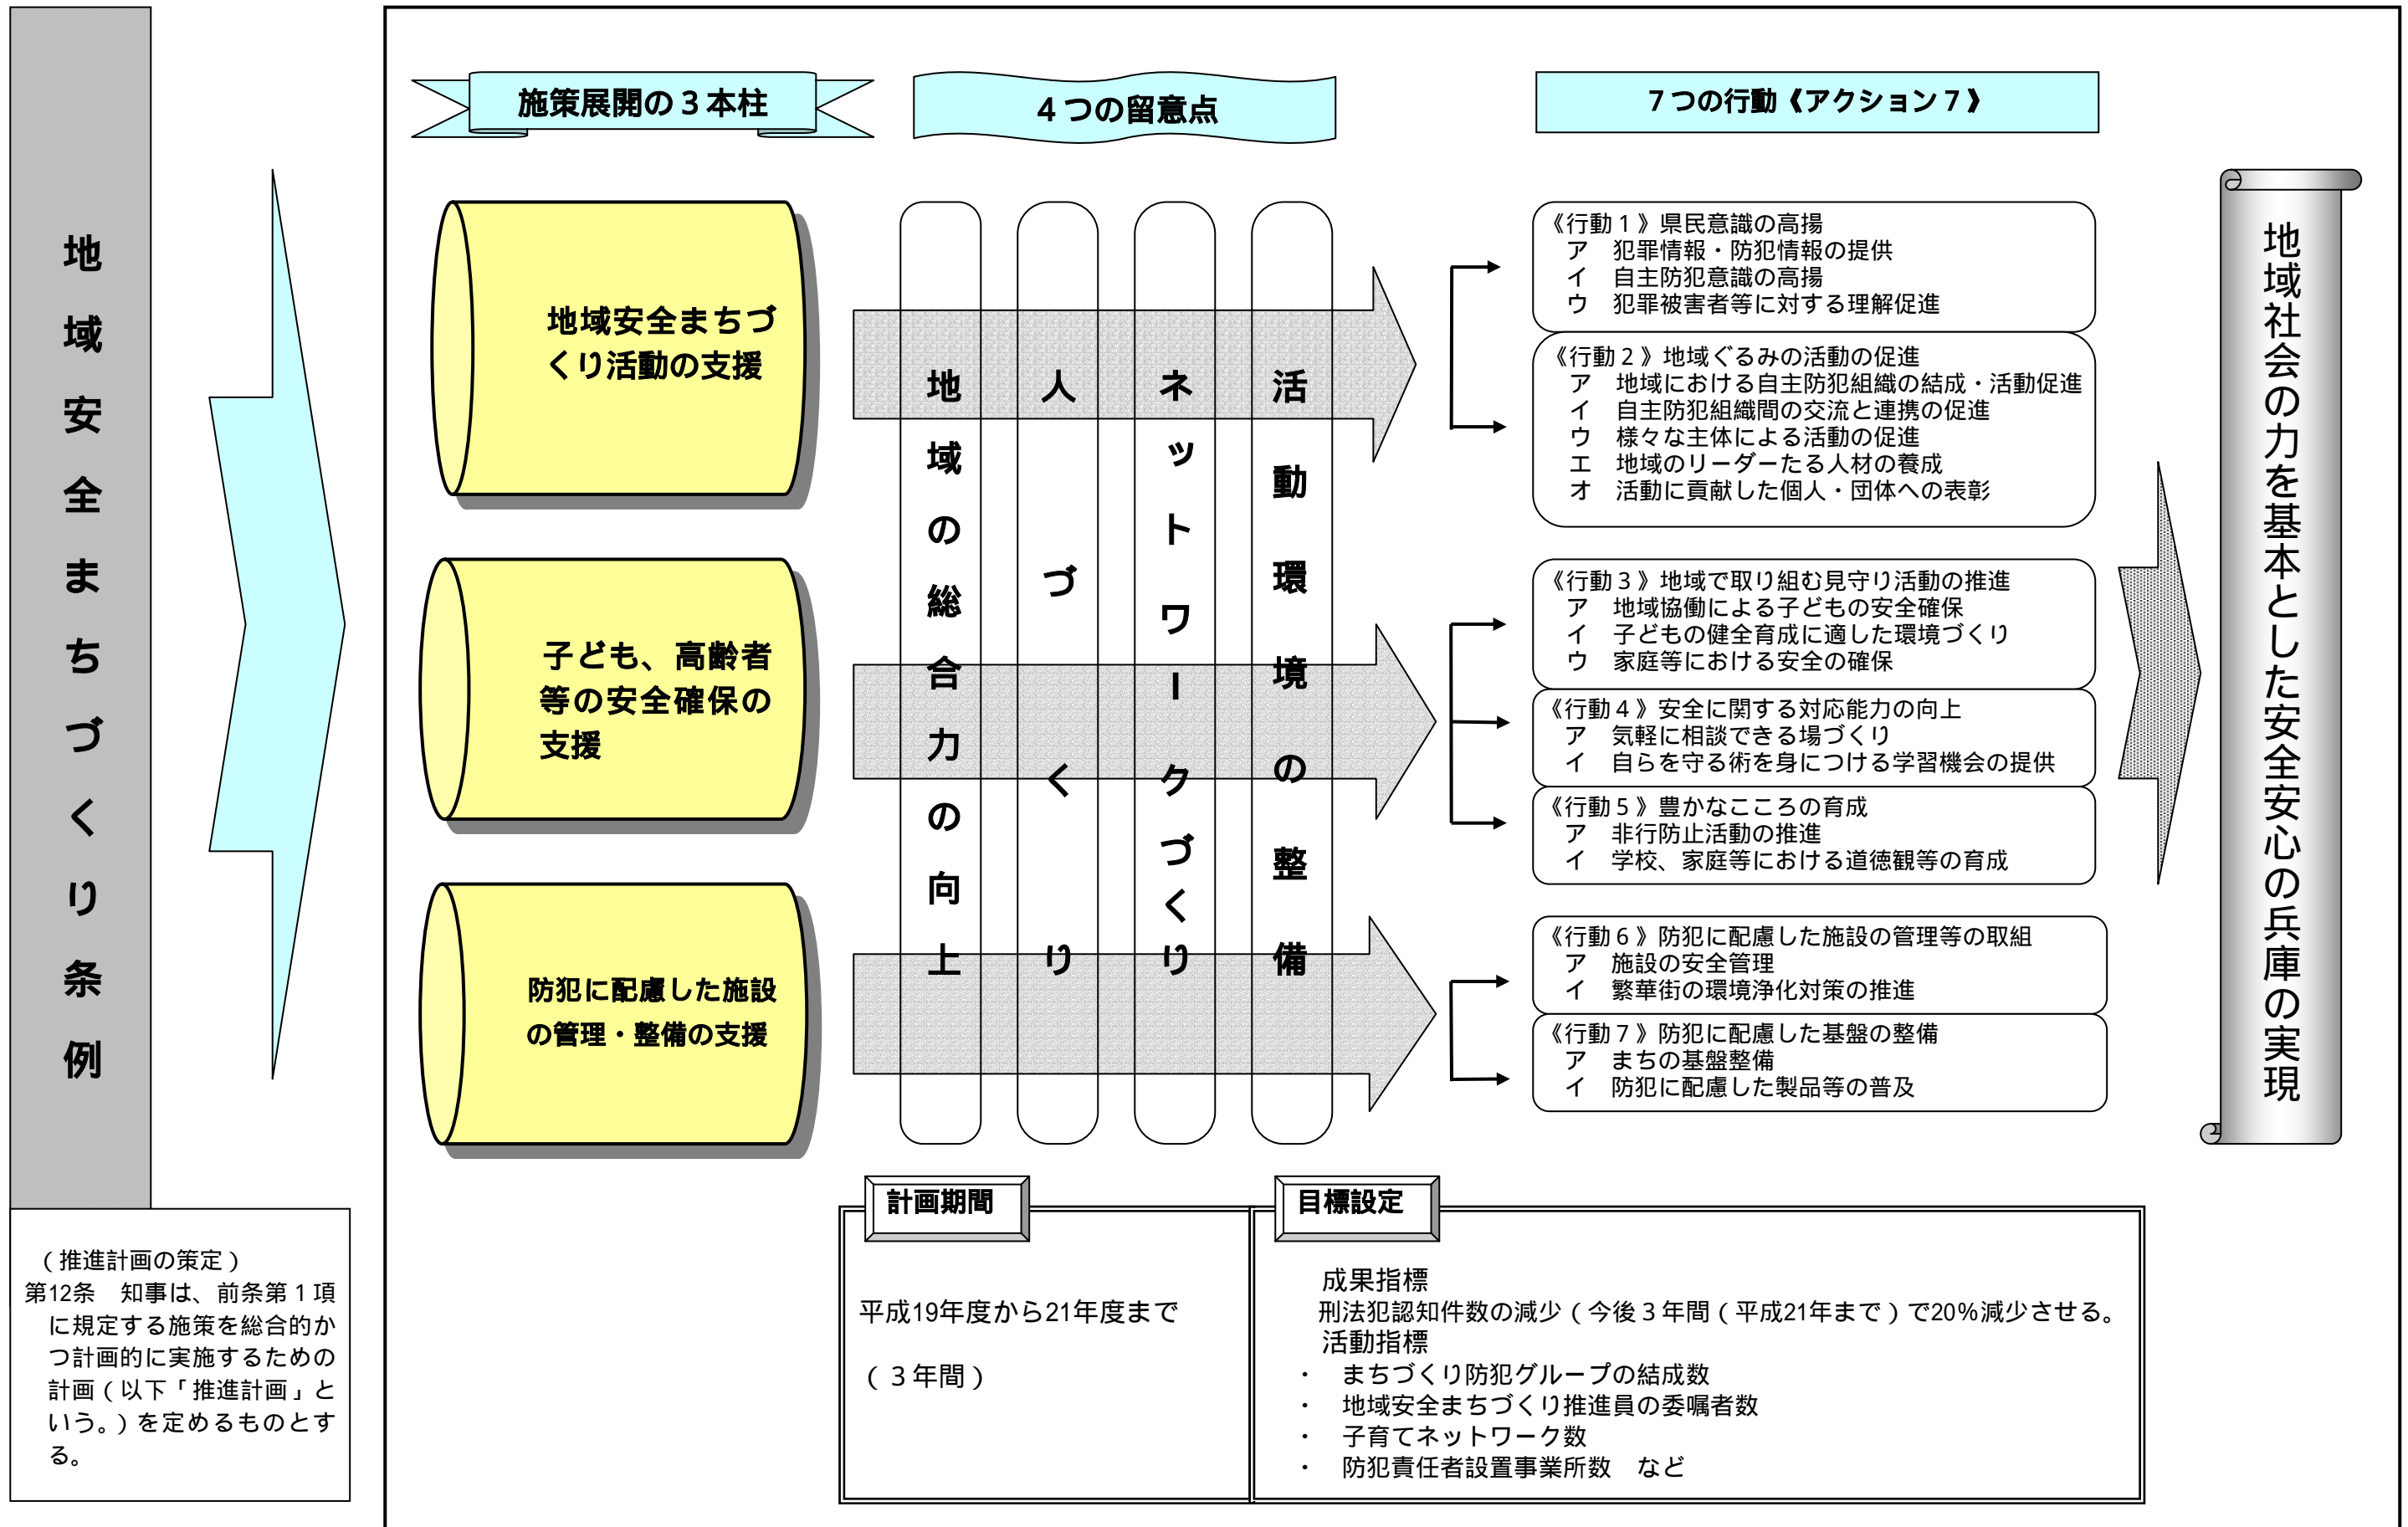 地域安全まちづくり条例
（推進計画の策定）
第12条　知事は、前条第１項
に規定する施策を総合的か
つ計画的に実施するための
計画（以下「推進計画」と
いう。）を定めるものとす
る。
施策展開の３本柱
４つの留意点
７つの行動《アクション７》
地域安全まちづ
くり活動の支援
子ども、高齢者
等の安全確保の
支援
防犯に配慮した施設
の管理・整備の支援
地域の総合力の向上
人づくり
ネットワークづくり
活動環境の整備
《行動１》県民意識の高揚
ア　犯罪情報・防犯情報の提供
イ　自主防犯意識の高揚
ウ　犯罪被害者等に対する理解促進
《行動２》地域ぐるみの活動の促進
ア　地域における自主防犯組織の結成・活動促進
イ　自主防犯組織間の交流と連携の促進
ウ　様々な主体による活動の促進
エ　地域のリーダーたる人材の養成
オ　活動に貢献した個人・団体への表彰
《行動３》地域で取り組む見守り活動の推進
ア　地域協働による子どもの安全確保
イ　子どもの健全育成に適した環境づくり
ウ　家庭等における安全の確保
《行動４》安全に関する対応能力の向上
ア　気軽に相談できる場づくり
イ　自らを守る術を身につける学習機会の提供
《行動５》豊かなこころの育成
ア　非行防止活動の推進
イ　学校、家庭等における道徳観等の育成
《行動６》防犯に配慮した施設の管理等の取組
ア　施設の安全管理
イ　繁華街の環境浄化対策の推進
《行動７》防犯に配慮した基盤の整備
ア　まちの基盤整備
イ　防犯に配慮した製品等の普及
地域社会の力を基本とした安全安心の兵庫の実現
計画期間
平成19年度から21年度まで
（３年間）
目標設定
成果指標
刑法犯認知件数の減少（今後３年間（平成21年まで）で20％減少させる。
活動指標
・　まちづくり防犯グループの結成数
・　地域安全まちづくり推進員の委嘱者数
・　子育てネットワーク数
・　防犯責任者設置事業所数　など